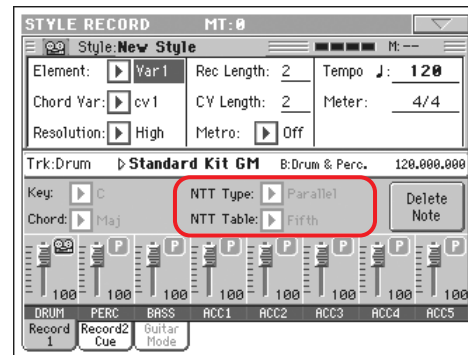 STYLE RECORD MT:0
Style:New Style M:--
Element: Var1 Rec Length: 2 Tempo ♩: 120
Chord Var: cv1 CV Length: 2 Meter: 4/4
Resolution: High Metro: Off
Trk:Drum ▷Standard Kit GM B:Drum & Perc. 120.000.000
Key: C NTT Type: Parallel Delete
Chord: Maj NTT Table: Fifth Note
P P P P P P P
100 100 100 100 100 100 100 100
DRUM PERC BASS ACC1 ACC2 ACC3 ACC4 ACC5
Record Record2 Guitar
1 Cue Mode